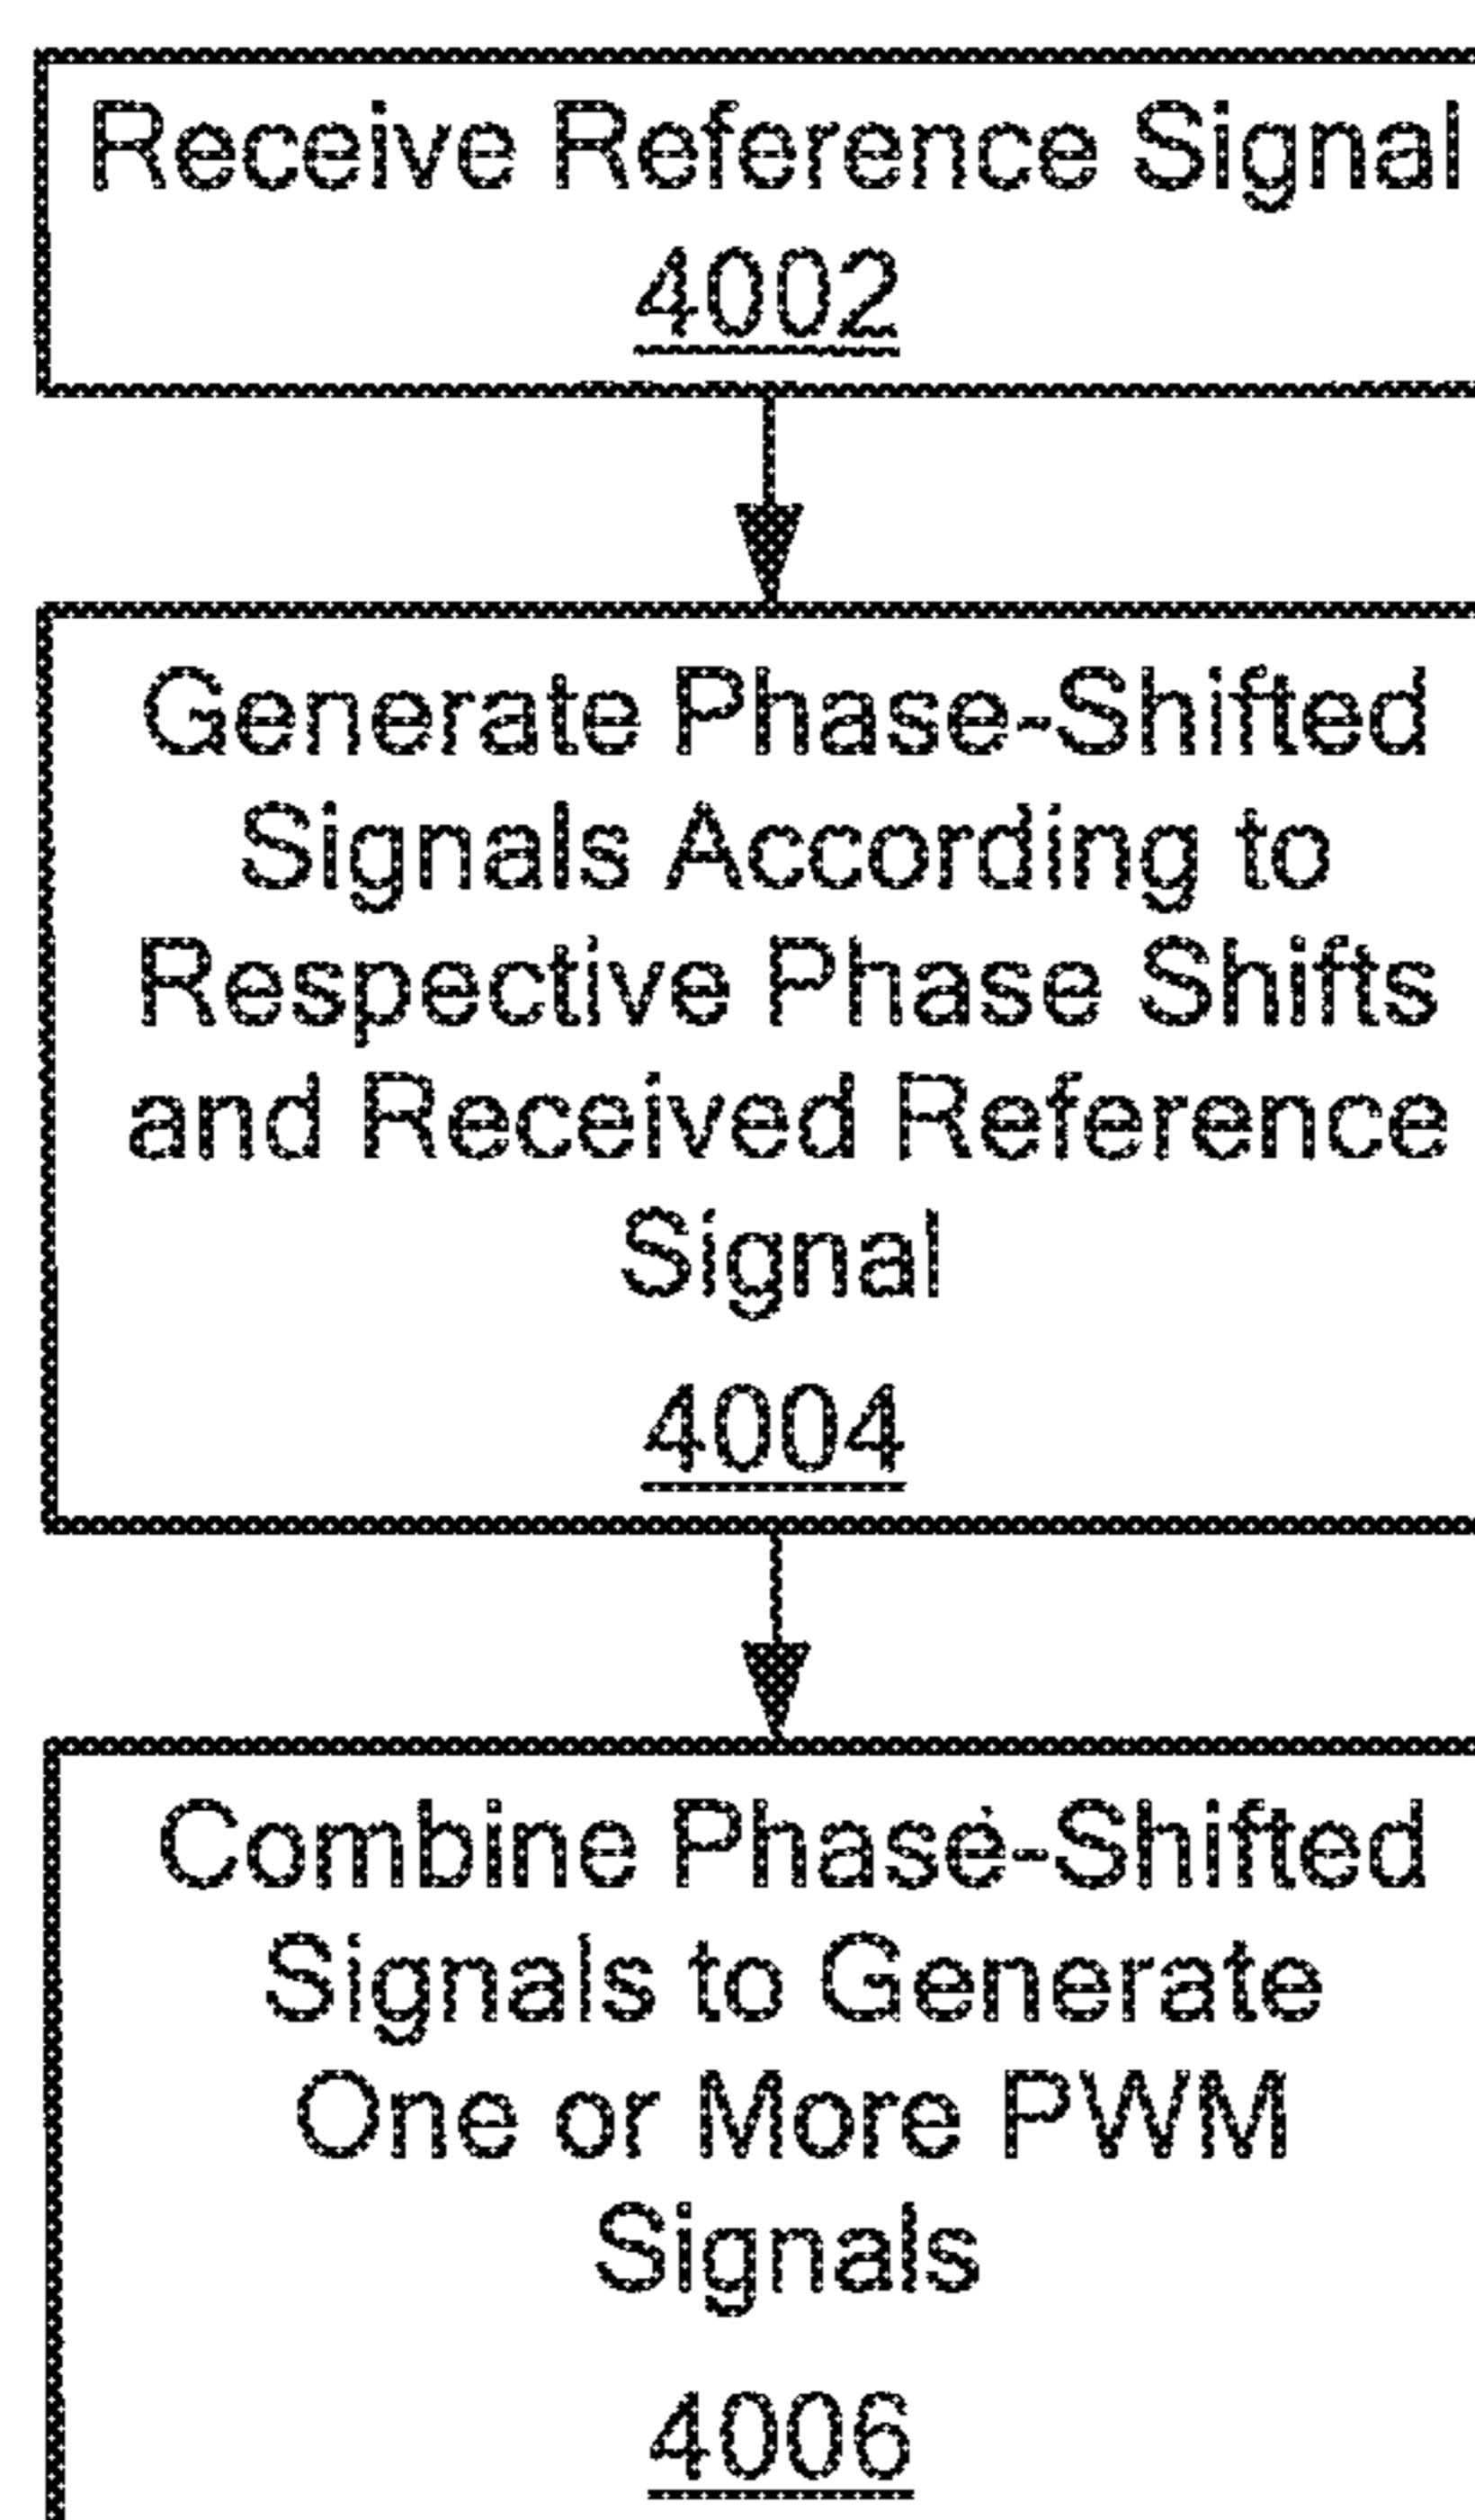 Receive Reference Signal
4002
Generate Phase-Shifted
Signals According to
Respective Phase Shifts
and Received Reference
Signal
4004
Combine Phase-Shifted
Signals to Generate
One or More PWM
Signals
4006